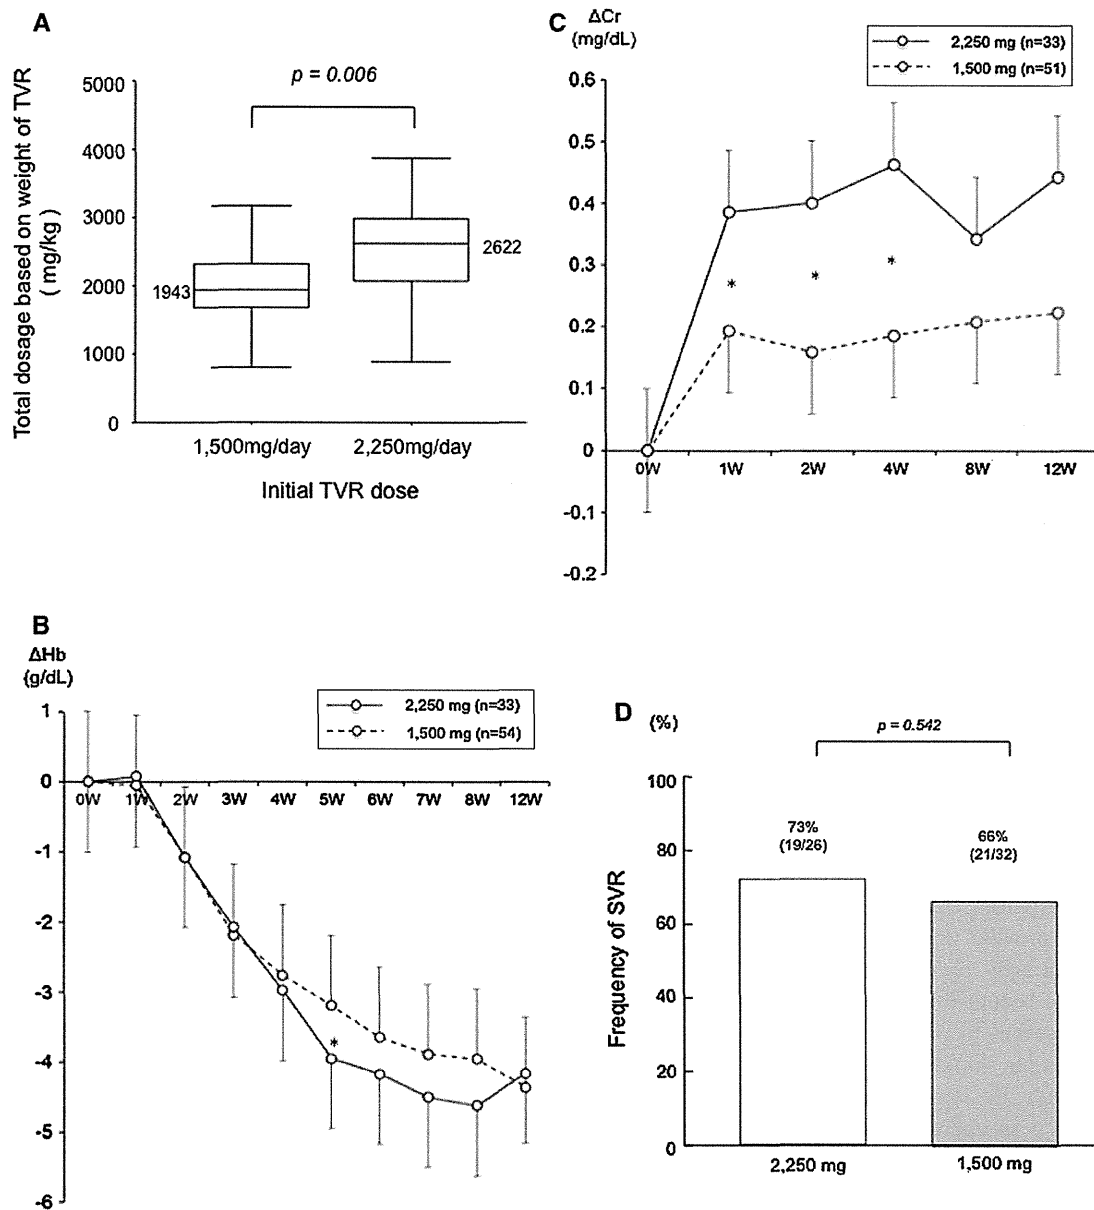 A
p = 0.006
Total dosage based on weight of TVR
( mg/kg )
5000
4000
3000
2000
1000
0
1943
2622
1,500mg/day
2,250mg/day
Initial TVR dose
C
ΔCr
(mg/dL)
2,250 mg (n=33)
1,500 mg (n=51)
0.6
0.5
0.4
0.3
0.2
0.1
0
-0.1
-0.2
* * *
0W 1W 2W 4W 8W 12W
B
ΔHb
(g/dL)
2,250 mg (n=33)
1,500 mg (n=54)
1
0
-1
-2
-3
-4
-5
-6
0W 1W 2W 3W 4W 5W 6W 7W 8W 12W
*
D
(%)
p = 0.542
Frequency of SVR
100
80
60
40
20
0
73%
(19/26)
66%
(21/32)
2,250 mg
1,500 mg